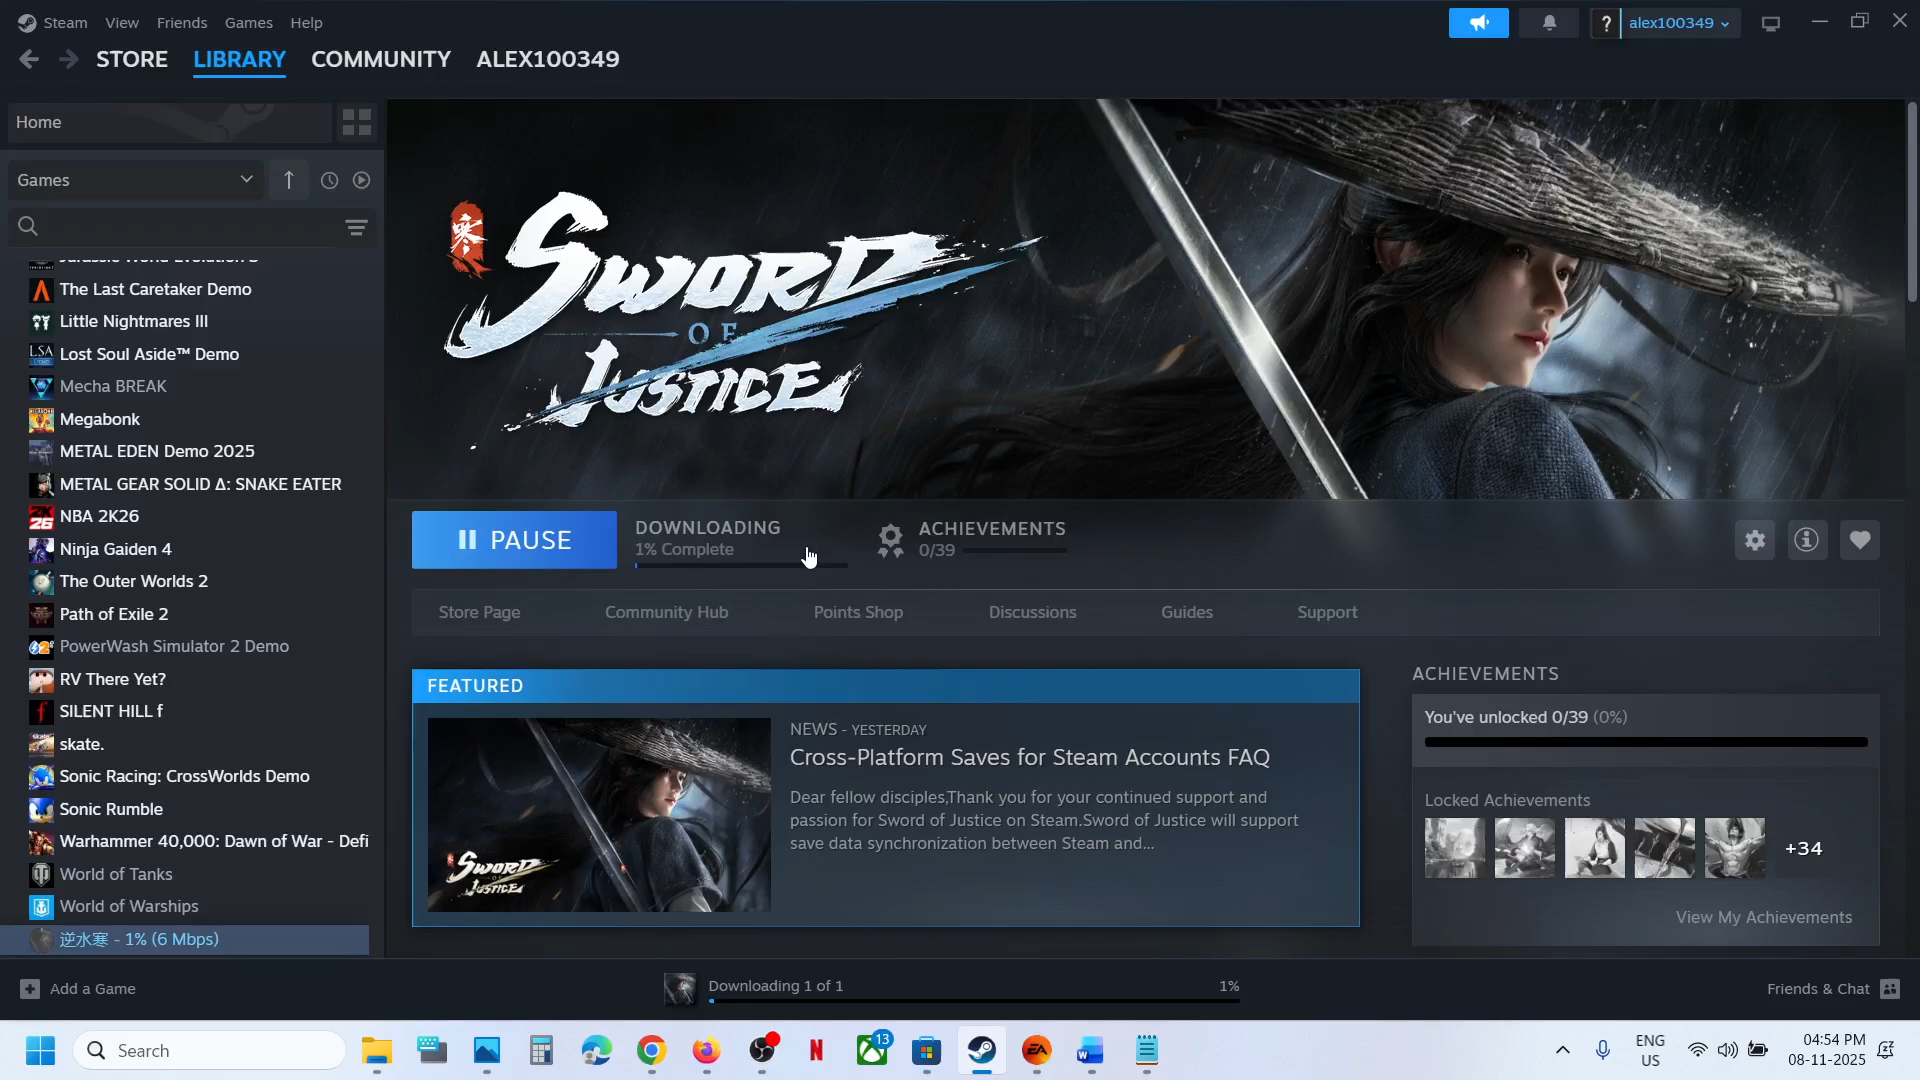 Steam View Friends Games Help
? alex100349
STORE LIBRARY COMMUNITY ALEX100349
Home
Games
The Last Caretaker Demo
Little Nightmares III
Lost Soul Aside™ Demo
Mecha BREAK
Megabonk
METAL EDEN Demo 2025
METAL GEAR SOLID Δ: SNAKE EATER
NBA 2K26
Ninja Gaiden 4
The Outer Worlds 2
Path of Exile 2
PowerWash Simulator 2 Demo
RV There Yet?
SILENT HILL f
skate.
Sonic Racing: CrossWorlds Demo
Sonic Rumble
Warhammer 40,000: Dawn of War - Defi
World of Tanks
World of Warships
逆水寒 - 1% (6 Mbps)
寒
SWORD
OF
JUSTICE
PAUSE
DOWNLOADING
1% Complete
ACHIEVEMENTS
0/39
Store Page Community Hub Points Shop Discussions Guides Support
FEATURED
SWORD
OF
JUSTICE
NEWS - YESTERDAY
Cross-Platform Saves for Steam Accounts FAQ
Dear fellow disciples,Thank you for your continued support and
passion for Sword of Justice on Steam.Sword of Justice will support
save data synchronization between Steam and...
ACHIEVEMENTS
You've unlocked 0/39 (0%)
Locked Achievements
+34
View My Achievements
Add a Game
Downloading 1 of 1 1%
Friends & Chat
Search
13
ENG
US
04:54 PM
08-11-2025